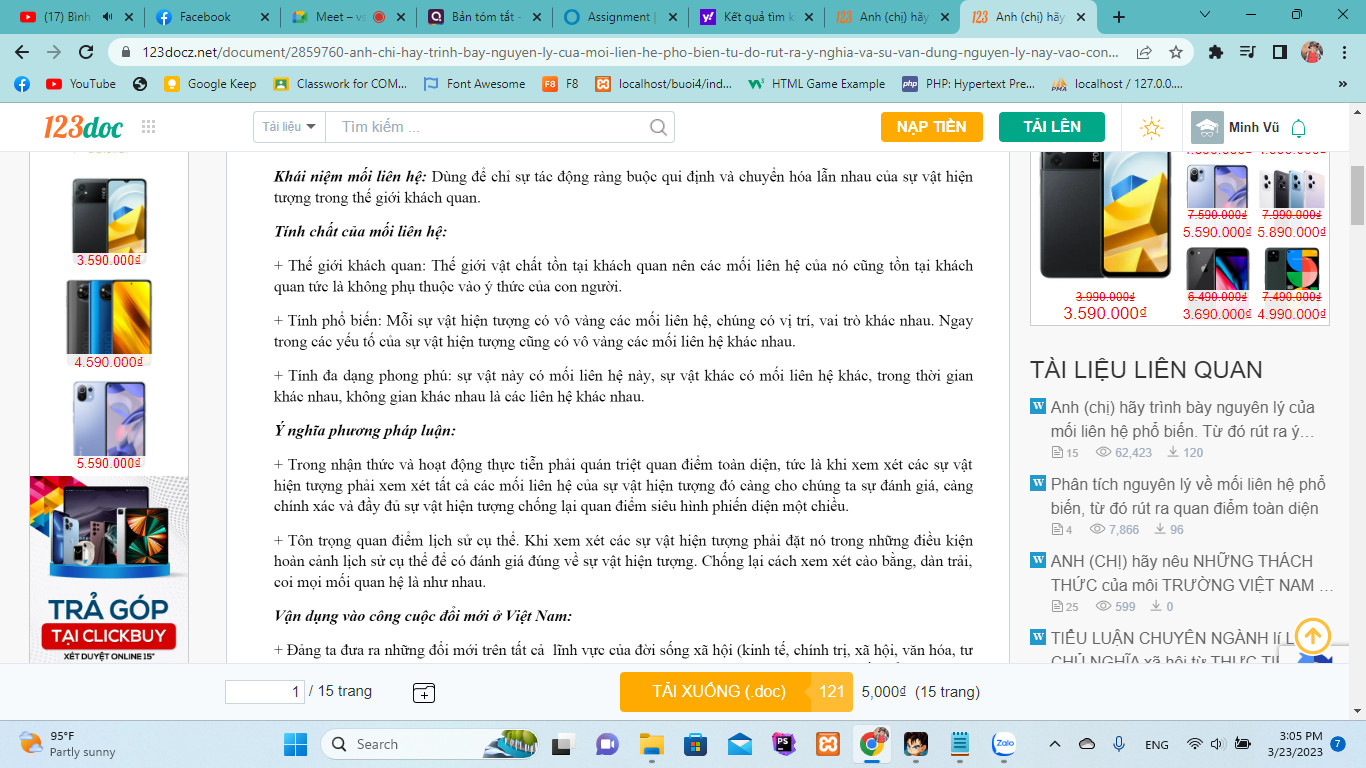 (17) Bình
Facebook
Meet – vs
Bản tóm tắt -
Assignment |
Kết quả tìm k
Anh (chị) hãy
Anh (chị) hãy
123docz.net/document/2859760-anh-chi-hay-trinh-bay-nguyen-ly-cua-moi-lien-he-pho-bien-tu-do-rut-ra-y-nghia-va-su-van-dung-nguyen-ly-nay-vao-con...
YouTube
Google Keep
Classwork for COM...
Font Awesome
F8 F8
localhost/buoi4/ind...
HTML Game Example
php PHP: Hypertext Pre...
PMA localhost / 127.0.0....
»
123doc
Tài liệu
Tìm kiếm ...
NẠP TIỀN
TẢI LÊN
Minh Vũ
3.590.000₫
4.590.000₫
5.590.000₫
TRẢ GÓP
TẠI CLICKBUY
XÉT DUYỆT ONLINE 15"
Khái niệm mối liên hệ: Dùng để chỉ sự tác động ràng buộc qui định và chuyển hóa lẫn nhau của sự vật hiện
tượng trong thế giới khách quan.
Tính chất của mối liên hệ:
+ Thế giới khách quan: Thế giới vật chất tồn tại khách quan nên các mối liên hệ của nó cũng tồn tại khách
quan tức là không phụ thuộc vào ý thức của con người.
+ Tính phổ biến: Mỗi sự vật hiện tượng có vô vàng các mối liên hệ, chúng có vị trí, vai trò khác nhau. Ngay
trong các yếu tố của sự vật hiện tượng cũng có vô vàng các mối liên hệ khác nhau.
+ Tính đa dạng phong phú: sự vật này có mối liên hệ này, sự vật khác có mối liên hệ khác, trong thời gian
khác nhau, không gian khác nhau là các liên hệ khác nhau.
Ý nghĩa phương pháp luận:
+ Trong nhận thức và hoạt động thực tiễn phải quán triệt quan điểm toàn diện, tức là khi xem xét các sự vật
hiện tượng phải xem xét tất cả các mối liên hệ của sự vật hiện tượng đó càng cho chúng ta sự đánh giá, càng
chính xác và đầy đủ sự vật hiện tượng chống lại quan điểm siêu hình phiến diện một chiều.
+ Tôn trọng quan điểm lịch sử cụ thể. Khi xem xét các sự vật hiện tượng phải đặt nó trong những điều kiện
hoàn cảnh lịch sử cụ thể để có đánh giá đúng về sự vật hiện tượng. Chống lại cách xem xét cào bằng, dàn trải,
coi mọi mối quan hệ là như nhau.
Vận dụng vào công cuộc đổi mới ở Việt Nam:
+ Đảng ta đưa ra những đổi mới trên tất cả lĩnh vực của đời sống xã hội (kinh tế, chính trị, xã hội, văn hóa, tư
3.990.000₫
3.590.000₫
7.590.000₫
5.590.000₫
7.990.000₫
5.890.000₫
6.490.000₫
3.690.000₫
7.490.000₫
4.990.000₫
TÀI LIỆU LIÊN QUAN
Anh (chị) hãy trình bày nguyên lý của
mối liên hệ phổ biến. Từ đó rút ra ý…
15 62,423 120
Phân tích nguyên lý về mối liên hệ phổ
biến, từ đó rút ra quan điểm toàn diện
4 7,866 96
ANH (CHỊ) hãy nêu NHỮNG THÁCH
THỨC của môi TRƯỜNG VIỆT NAM …
25 599 0
TIỂU LUẬN CHUYÊN NGÀNH lí L
CHỦ NGHĨA xã hội từ THỰC TIỄ
1 / 15 trang
TẢI XUỐNG (.doc) 121
5,000₫ (15 trang)
95°F
Partly sunny
Search
PS
Zalo
ENG
3:05 PM
3/23/2023
7